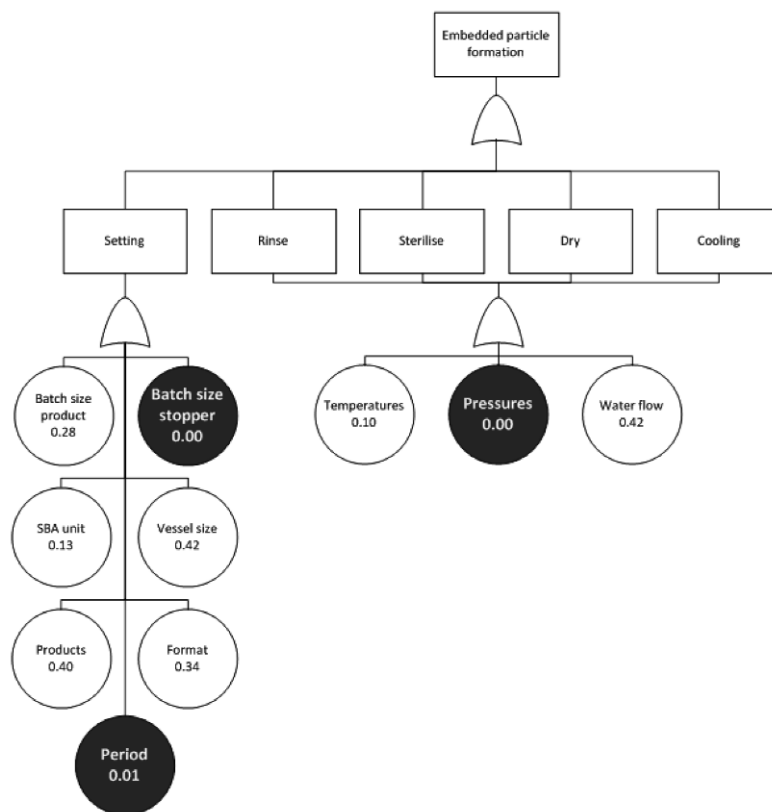 Embedded particle
formation
Setting
Rinse
Sterilise
Dry
Cooling
Batch size
product
0.28
Batch size
stopper
0.00
Temperatures
0.10
Pressures
0.00
Water flow
0.42
SBA unit
0.13
Vessel size
0.42
Products
0.40
Format
0.34
Period
0.01